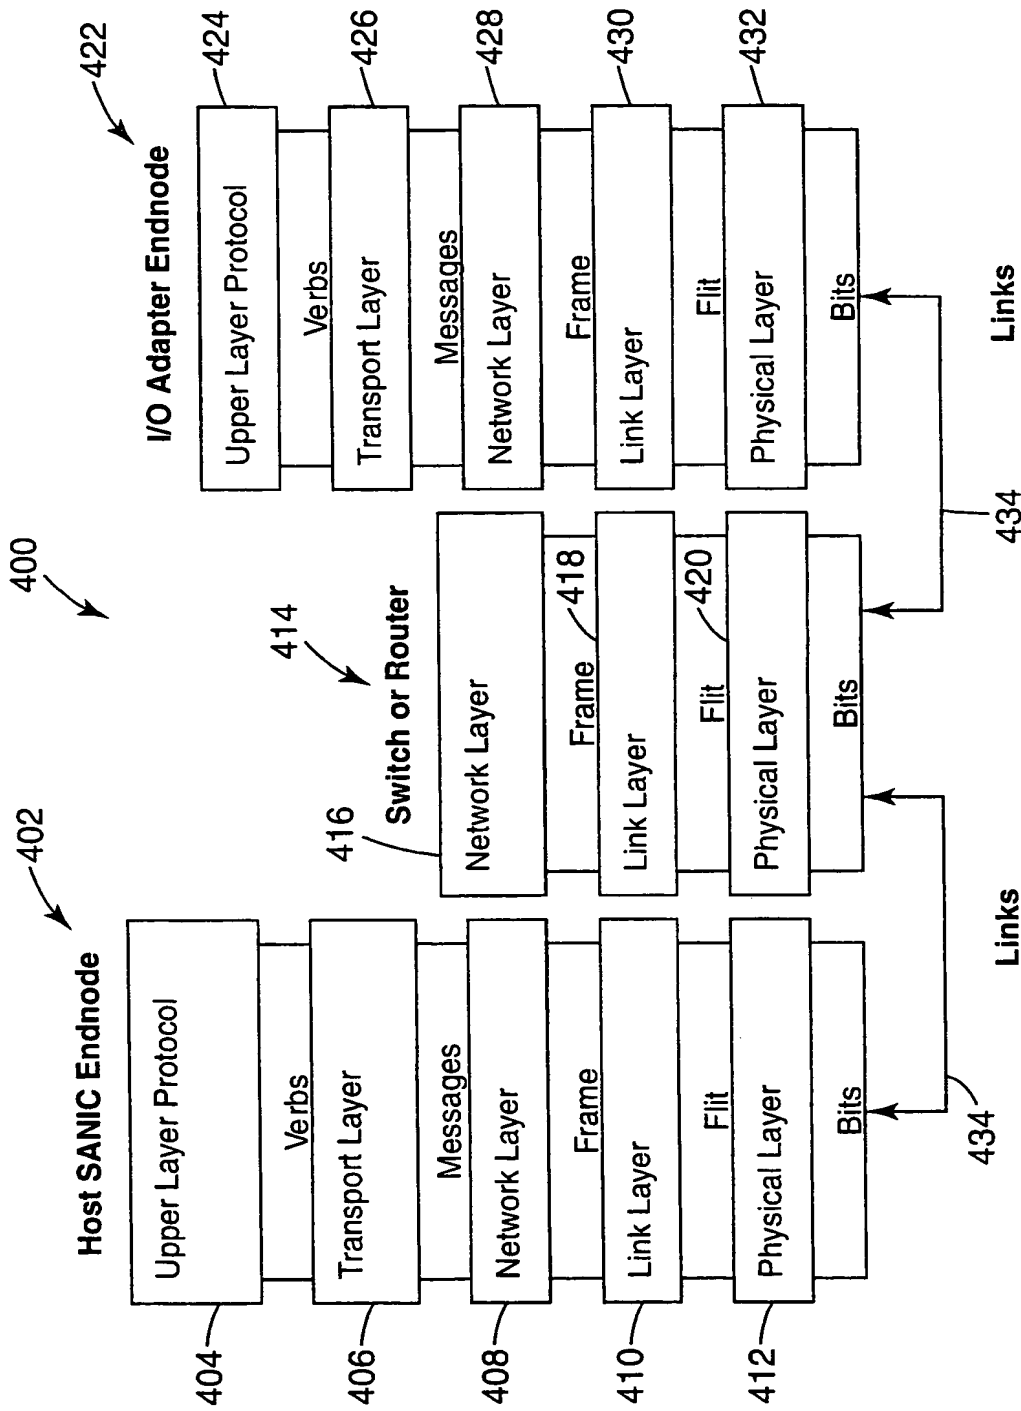 400
402
Host SANIC Endnode
404
Upper Layer Protocol
Verbs
406
Transport Layer
Messages
408
Network Layer
Frame
410
Link Layer
Flit
412
Physical Layer
Bits
414
Switch or Router
416
Network Layer
Frame
418
Link Layer
Flit
420
Physical Layer
Bits
422
I/O Adapter Endnode
424
Upper Layer Protocol
Verbs
426
Transport Layer
Messages
428
Network Layer
Frame
430
Link Layer
Flit
432
Physical Layer
Bits
434
Links
434
Links